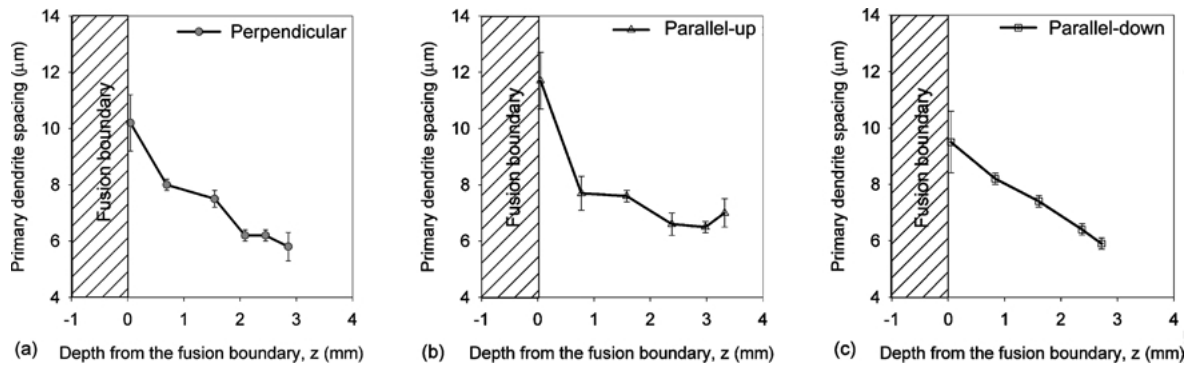 14
12
10
8
6
4
Primary dendrite spacing (μm)
Fusion boundary
Perpendicular
-1 0 1 2 3 4
(a) Depth from the fusion boundary, z (mm)
14
12
10
8
6
4
Primary dendrite spacing (μm)
Fusion boundary
Parallel-up
-1 0 1 2 3 4
(b) Depth from the fusion boundary, z (mm)
14
12
10
8
6
4
Primary dendrite spacing (μm)
Fusion boundary
Parallel-down
-1 0 1 2 3 4
(c) Depth from the fusion boundary, z (mm)